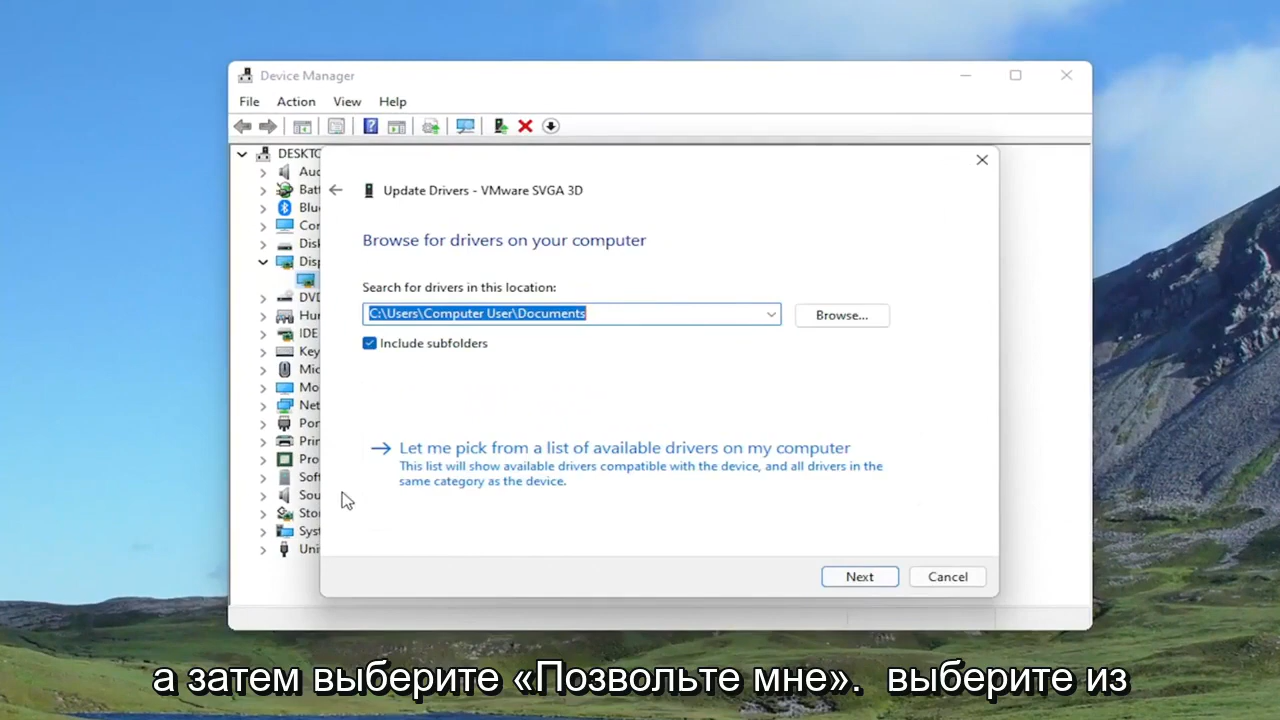 Device Manager
File Action View Help
DESKTO
Aud
Batt
Blu
Con
Disk
Disp
DVD
Hun
IDE
Key
Mic
Mo
Net
Por
Prin
Pro
Soft
Sou
Stor
Syst
Uni
Update Drivers - VMware SVGA 3D
Browse for drivers on your computer
Search for drivers in this location:
C:\Users\Computer User\Documents
Browse...
Include subfolders
Let me pick from a list of available drivers on my computer
This list will show available drivers compatible with the device, and all drivers in the
same category as the device.
Next Cancel
а затем выберите «Позвольте мне». выберите из